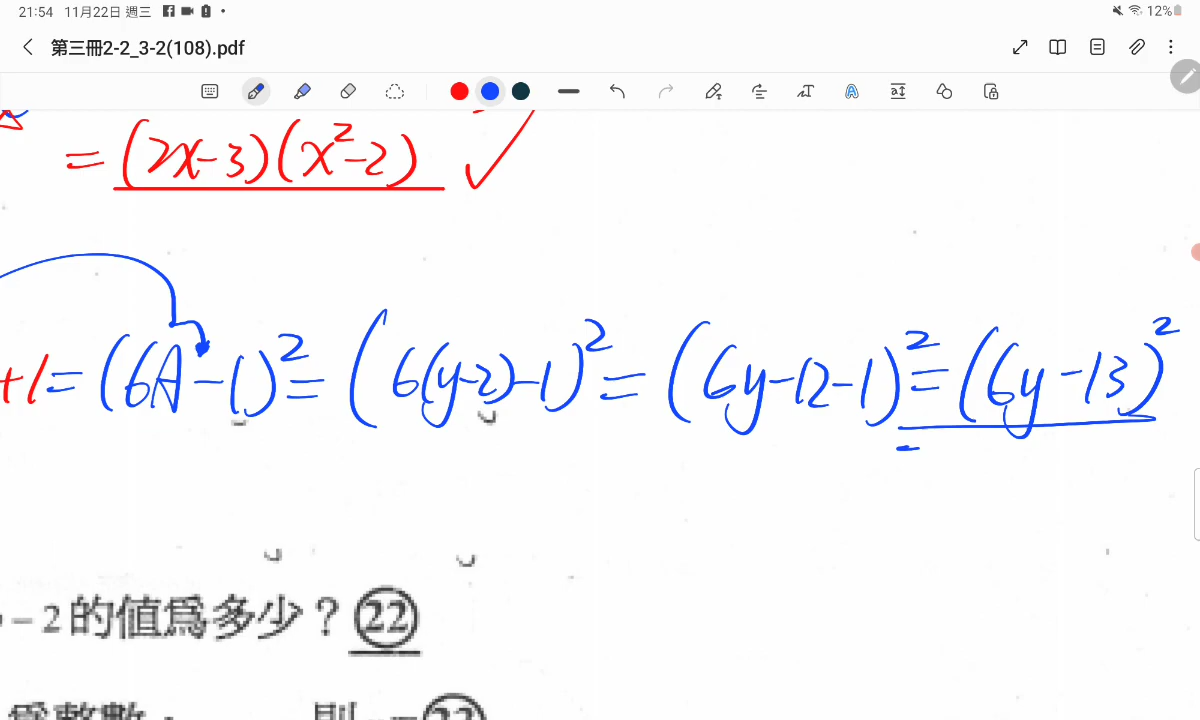 21:54 11月22日 週三 12%
第三冊2-2_3-2(108).pdf
= (2x-3)(x²-2)
+1 = (6A-1)² = (6(y-2)-1)² = (6y-12-1)² = (6y-13)²
-2的值爲多少？㉒